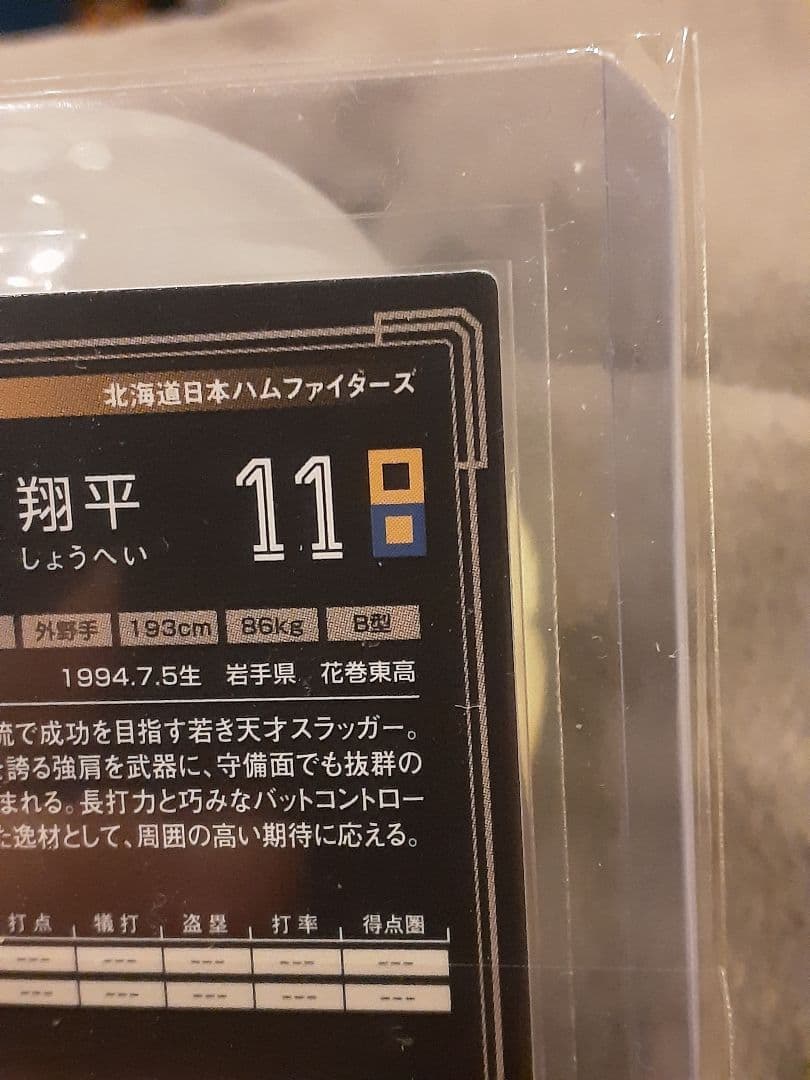 北海道日本ハムファイターズ
翔平 11
しょうへい
外野手 193cm 86kg B型
1994.7.5生 岩手県 花巻東高
流で成功を目指す若き天才スラッガー。
誇る強肩を武器に、守備面でも抜群の
まれる。長打力と巧みなバットコントロー
た逸材として、周囲の高い期待に応える。
打点 犠打 盗塁 打率 得点圏
--- --- --- --- ---
--- --- --- --- ---